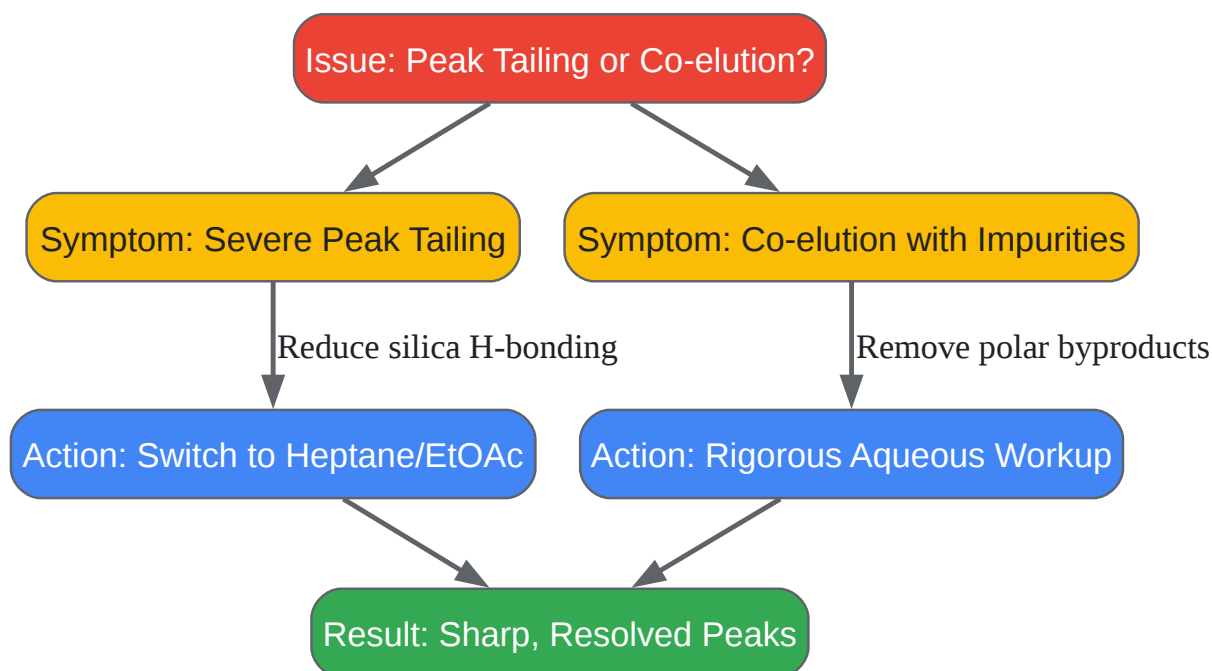 Issue: Peak Tailing or Co-elution?
Symptom: Severe Peak Tailing
Symptom: Co-elution with Impurities
Reduce silica H-bonding
Remove polar byproducts
Action: Switch to Heptane/EtOAc
Action: Rigorous Aqueous Workup
Result: Sharp, Resolved Peaks